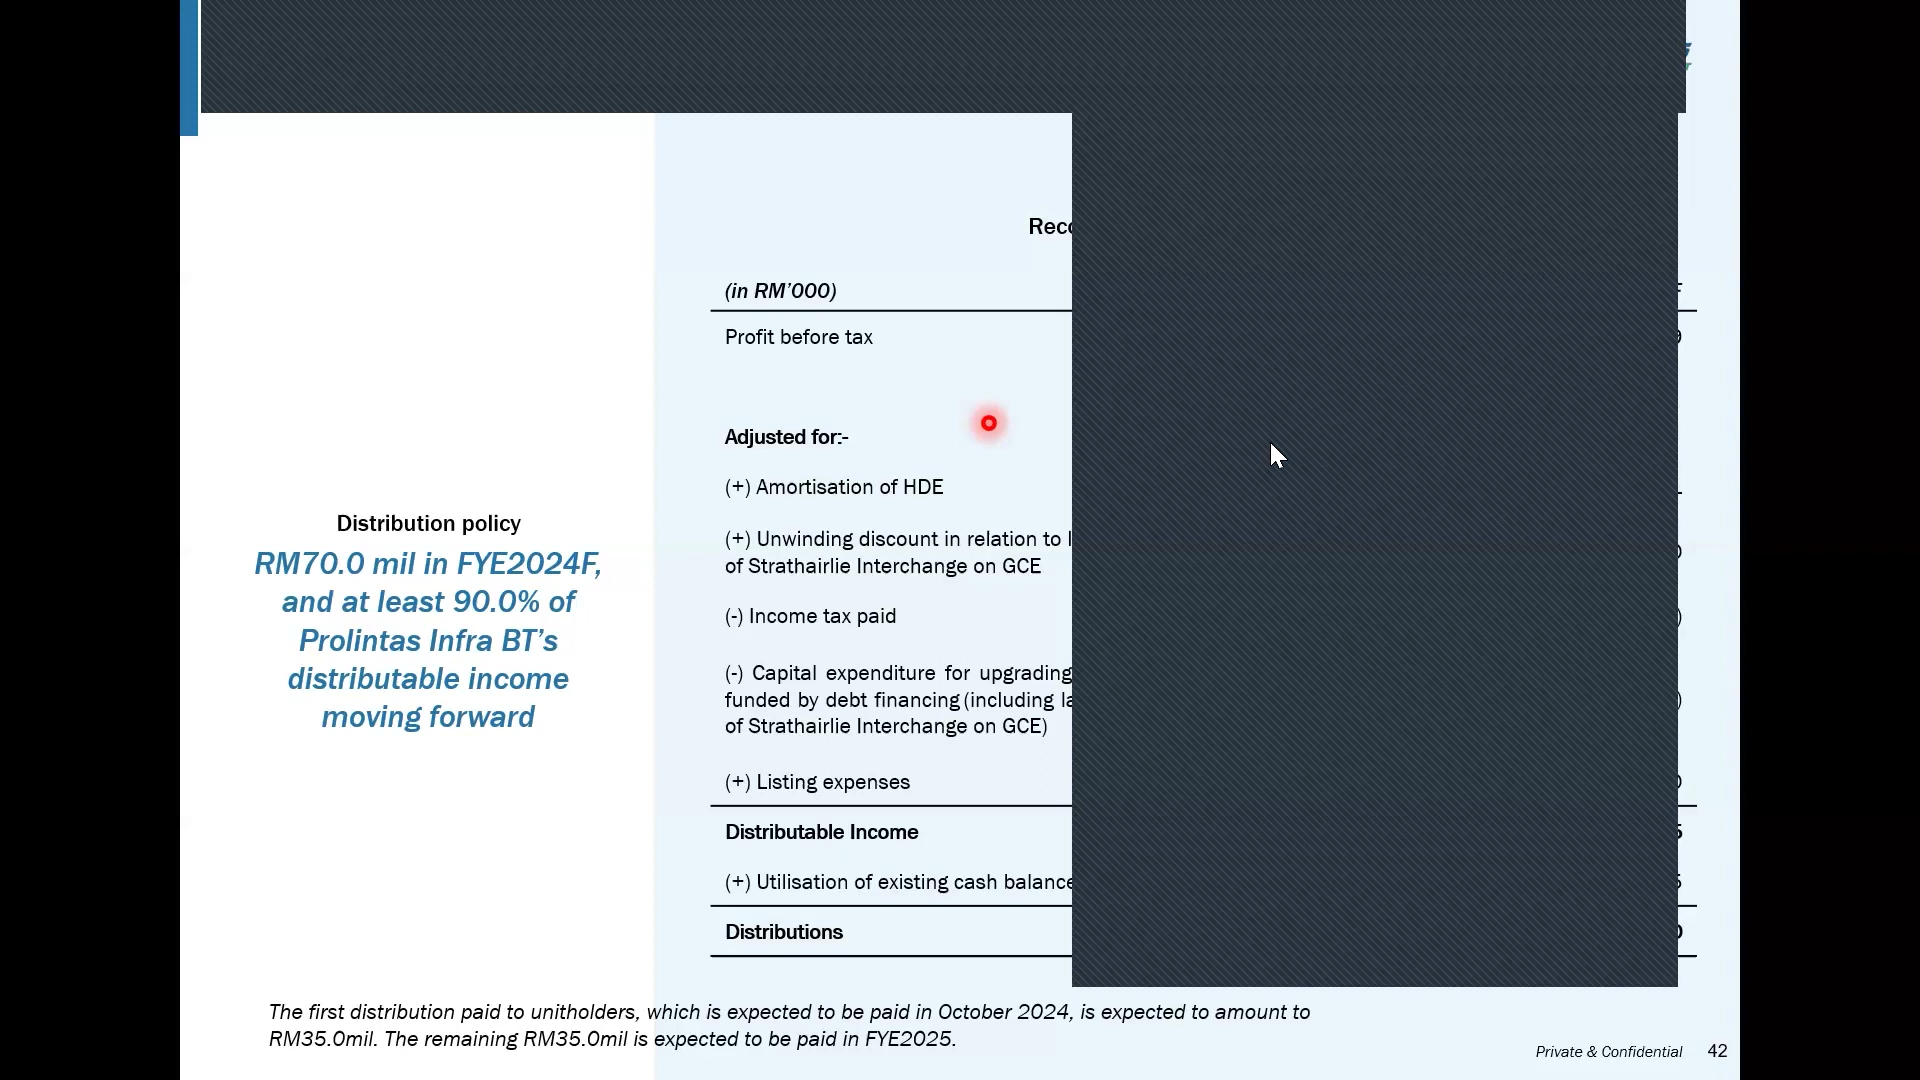 Distribution policy
RM70.0 mil in FYE2024F,
and at least 90.0% of
Prolintas Infra BT's
distributable income
moving forward
(in RM'000)
Profit before tax
Adjusted for:-
(+) Amortisation of HDE
(+) Unwinding discount in relation to
of Strathairlie Interchange on GCE
(-) Income tax paid
(-) Capital expenditure for upgrading
funded by debt financing (including
of Strathairlie Interchange on GCE)
(+) Listing expenses
Distributable Income
(+) Utilisation of existing cash balance
Distributions
The first distribution paid to unitholders, which is expected to be paid in October 2024, is expected to amount to
RM35.0mil. The remaining RM35.0mil is expected to be paid in FYE2025.
Private & Confidential 42